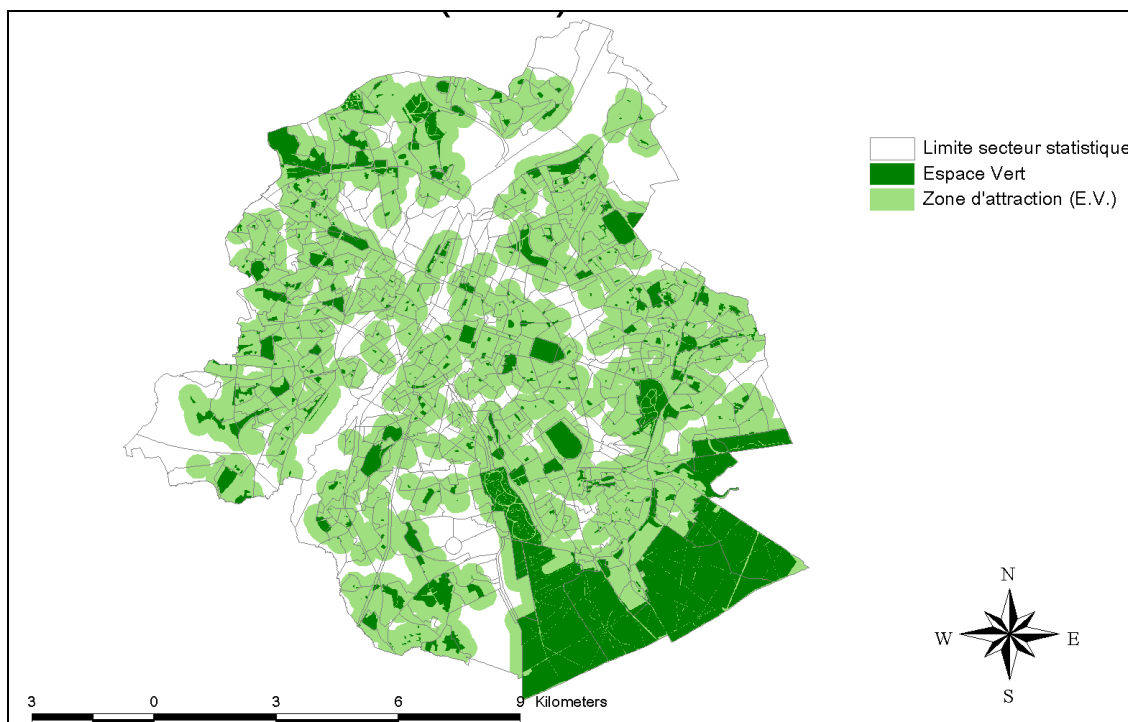 Limite secteur statistique
Espace Vert
Zone d'attraction (E.V.)
N
W E
S
3 0 3 6 9 Kilometers